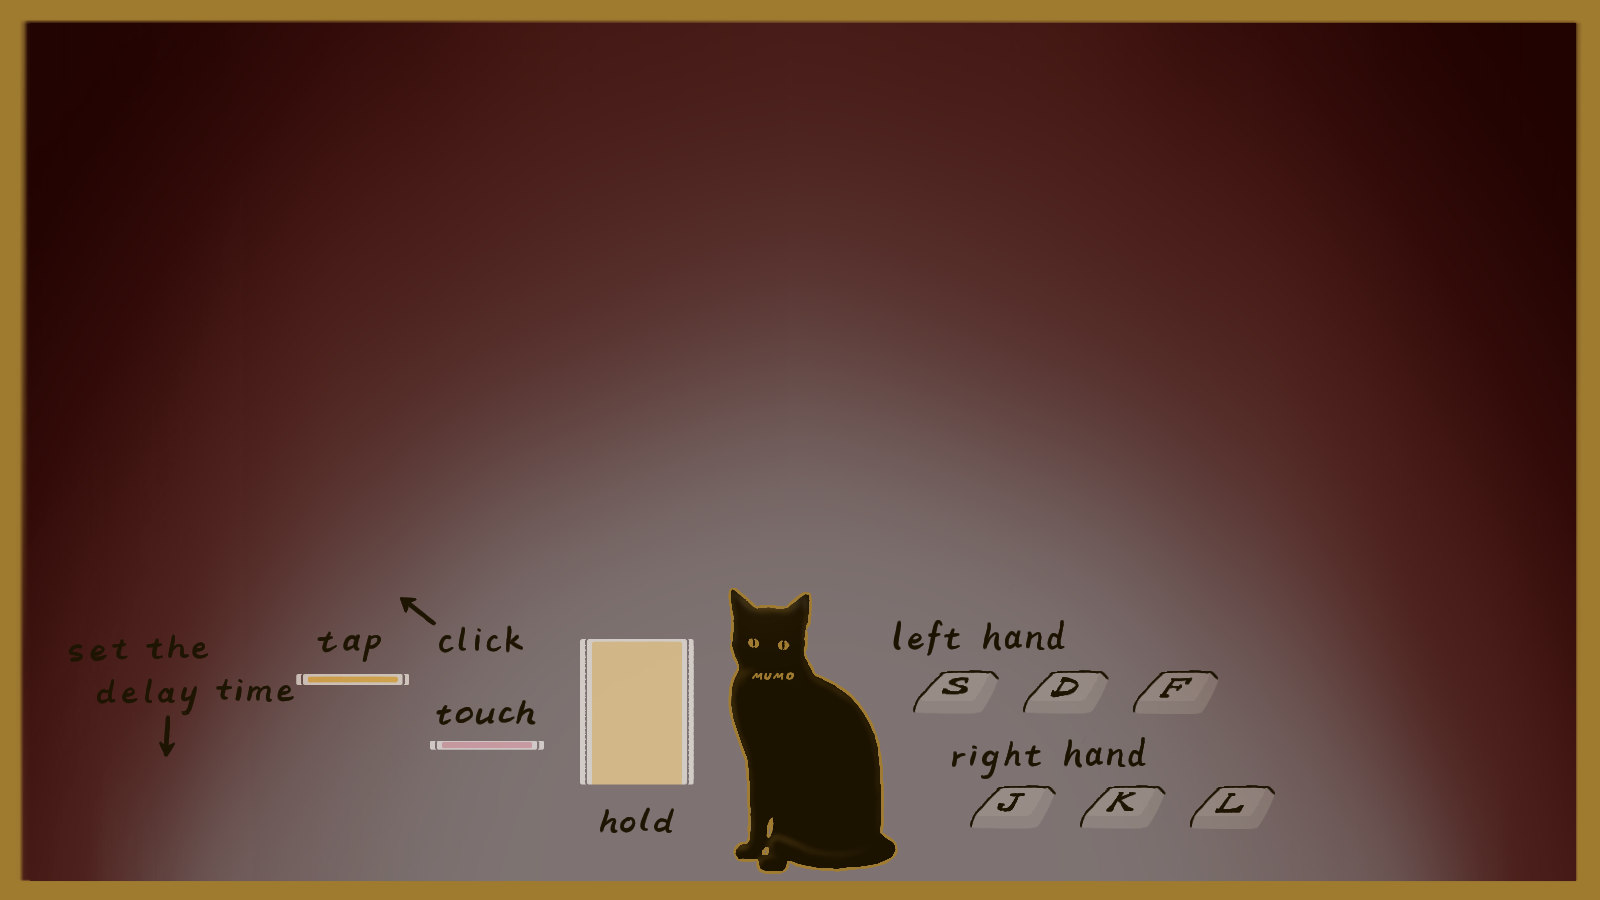 set the
delay time
tap
click
touch
hold
MUMO
left hand
S D F
right hand
J K L